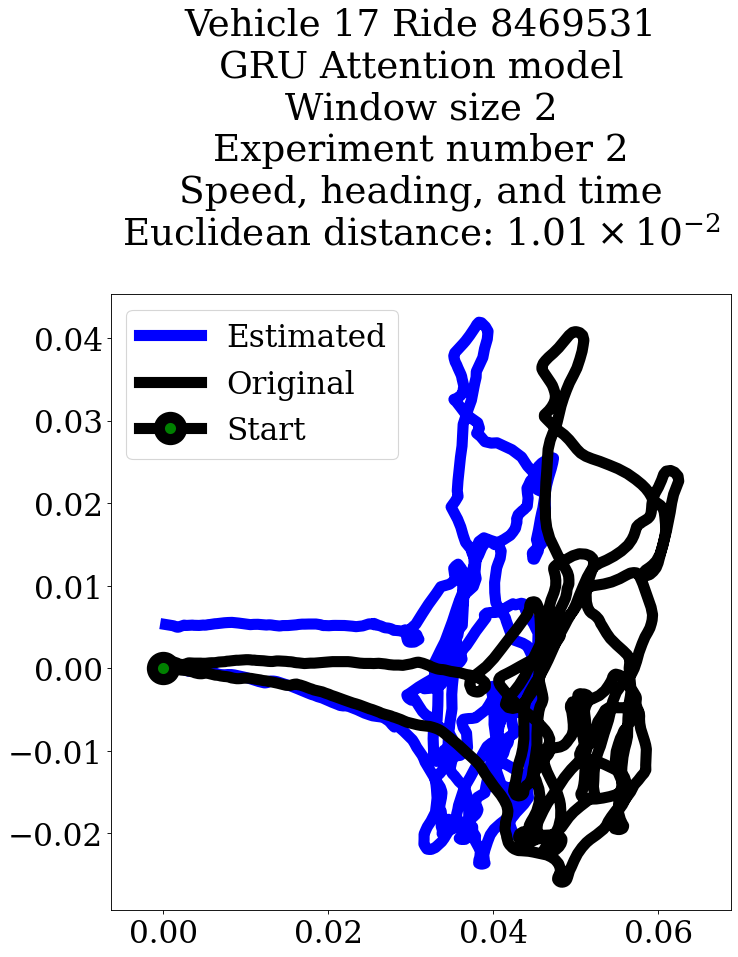 Vehicle 17 Ride 8469531
GRU Attention model
Window size 2
Experiment number 2
Speed, heading, and time
Euclidean distance: 1.01 × 10⁻²
Estimated
Original
Start
0.04
0.03
0.02
0.01
0.00
−0.01
−0.02
0.00 0.02 0.04 0.06